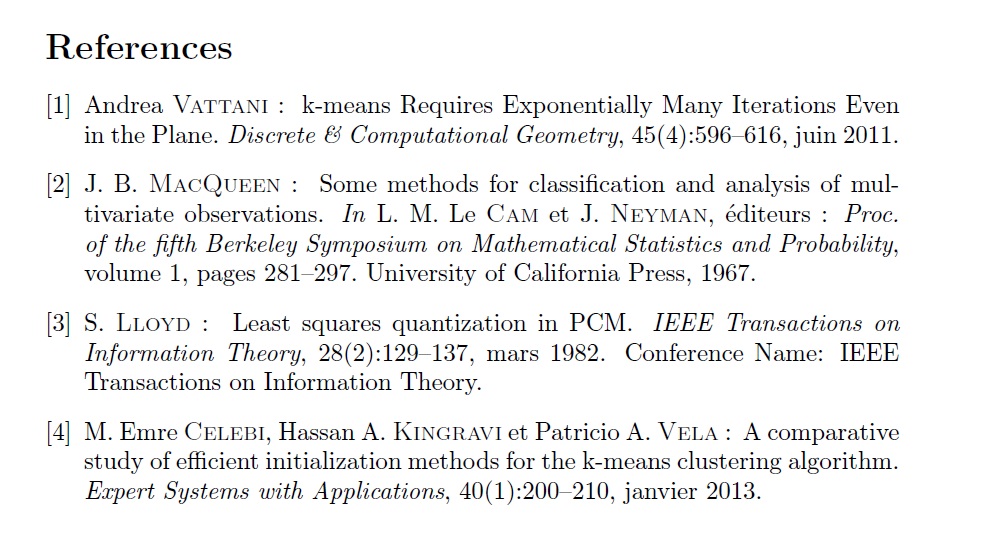 References
[1] Andrea VATTANI : k-means Requires Exponentially Many Iterations Even
in the Plane. Discrete & Computational Geometry, 45(4):596–616, juin 2011.
[2] J. B. MACQUEEN : Some methods for classification and analysis of mul-
tivariate observations. In L. M. Le CAM et J. NEYMAN, éditeurs : Proc.
of the fifth Berkeley Symposium on Mathematical Statistics and Probability,
volume 1, pages 281–297. University of California Press, 1967.
[3] S. LLOYD : Least squares quantization in PCM. IEEE Transactions on
Information Theory, 28(2):129–137, mars 1982. Conference Name: IEEE
Transactions on Information Theory.
[4] M. Emre CELEBI, Hassan A. KINGRAVI et Patricio A. VELA : A comparative
study of efficient initialization methods for the k-means clustering algorithm.
Expert Systems with Applications, 40(1):200–210, janvier 2013.